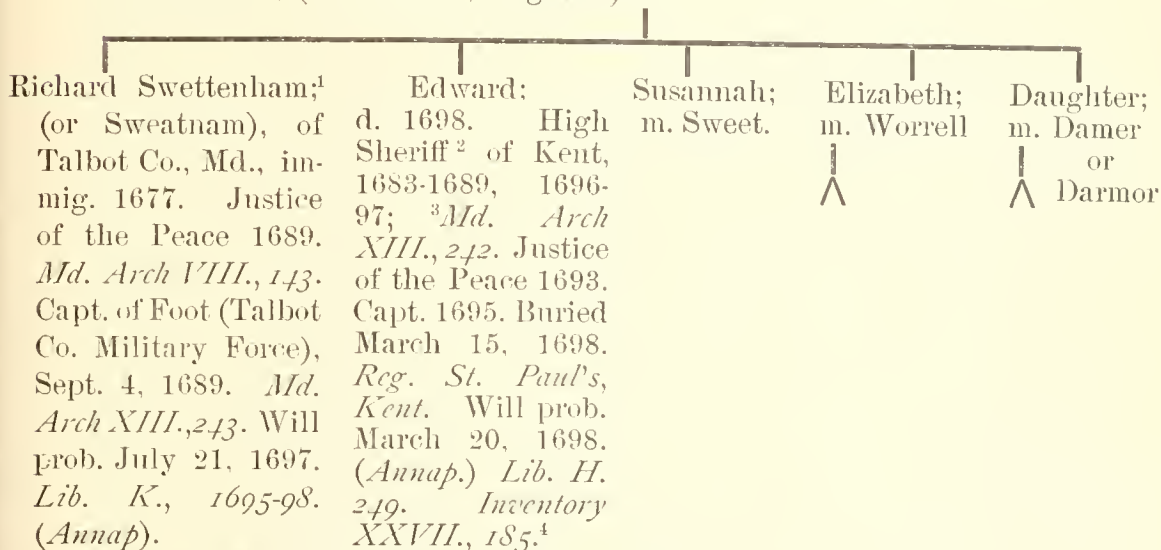 Richard Swettenham;¹
(or Sweatnam), of
Talbot Co., Md., im-
mig. 1677. Justice
of the Peace 1689.
Md. Arch VIII., 143.
Capt. of Foot (Talbot
Co. Military Force),
Sept. 4, 1689. Md.
Arch XIII., 243. Will
prob. July 21, 1697.
Lib. K., 1695-98.
(Annap).
Edward;
d. 1698. High
Sheriff² of Kent,
1683-1689, 1696-
97; ³Md. Arch
XIII., 242. Justice
of the Peace 1693.
Capt. 1695. Buried
March 15, 1698.
Reg. St. Paul's,
Kent. Will prob.
March 20, 1698.
(Annap.) Lib. H.
249. Inventory
XXVII., 185.⁴
Susannah;
m. Sweet.
Elizabeth;
m. Worrell
Daughter;
m. Damer
or
Darmor